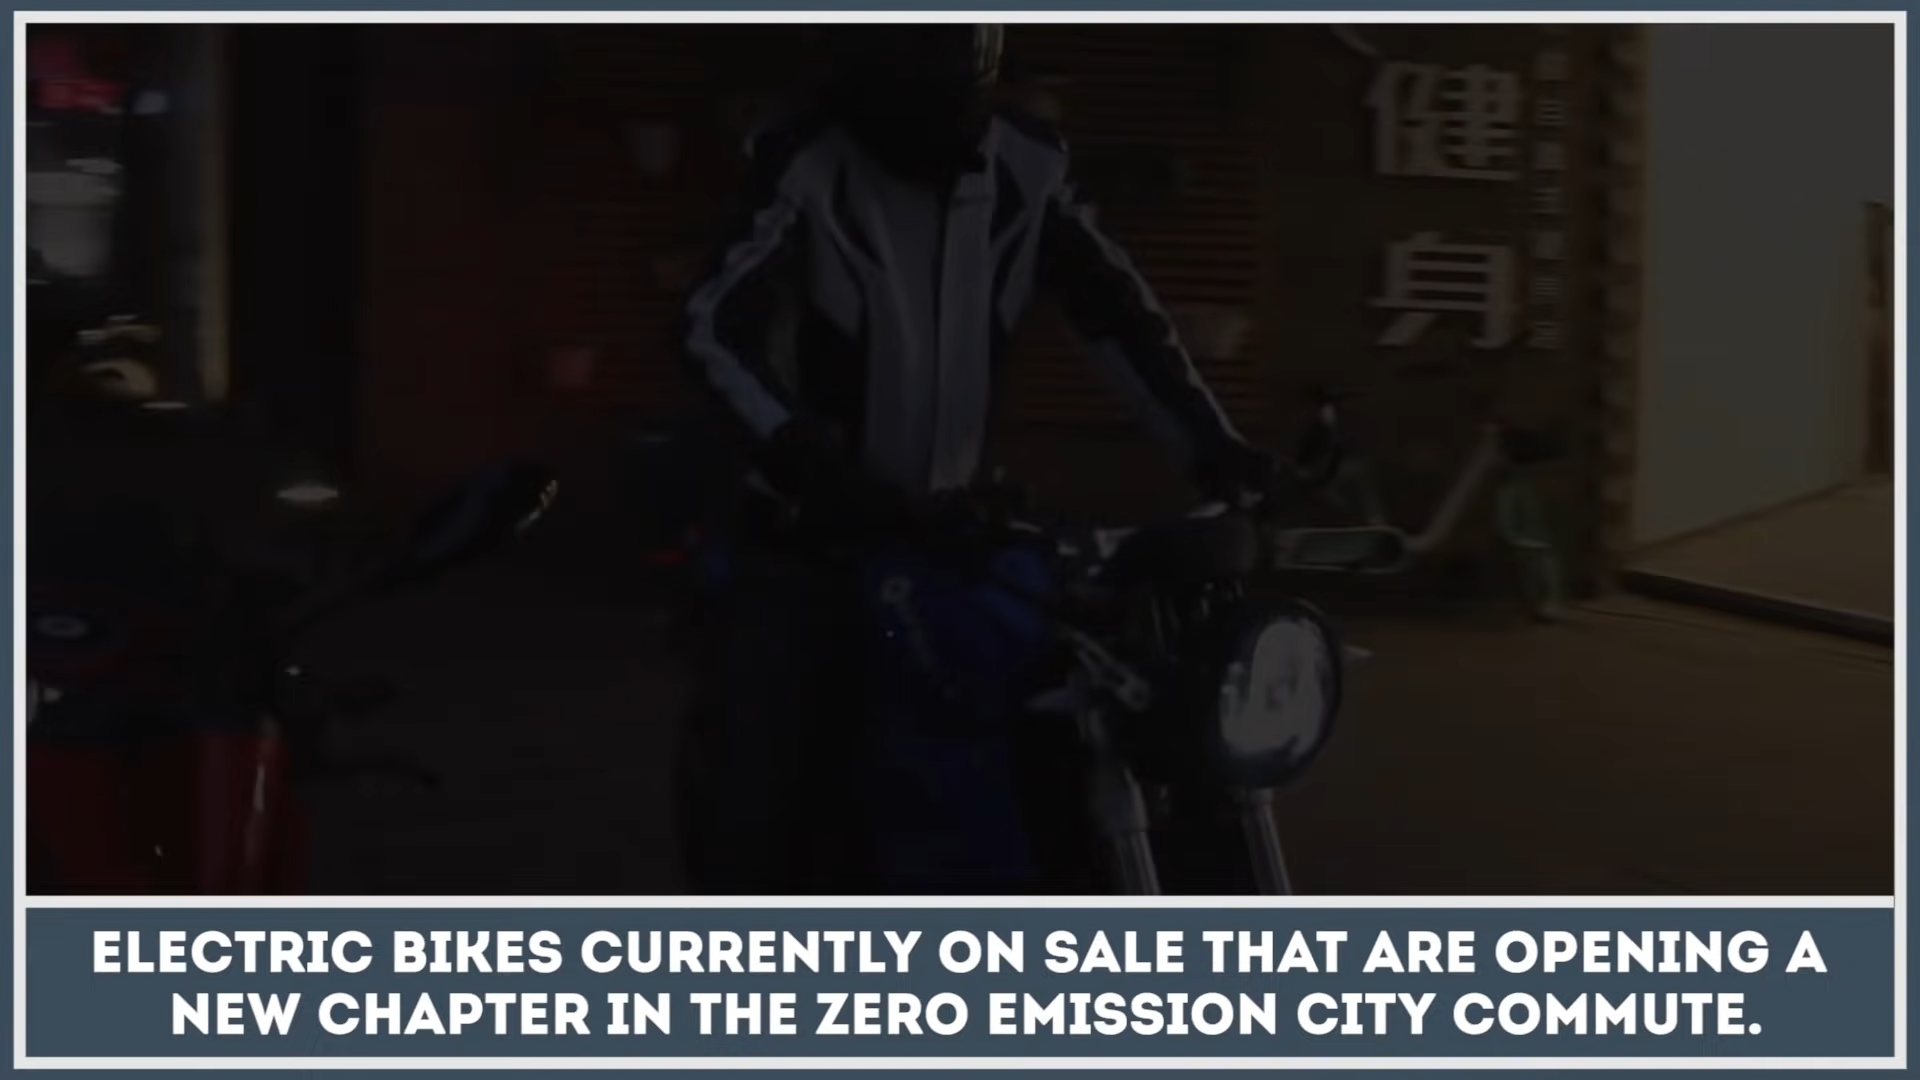 健
身
ELECTRIC BIKES CURRENTLY ON SALE THAT ARE OPENING A
NEW CHAPTER IN THE ZERO EMISSION CITY COMMUTE.